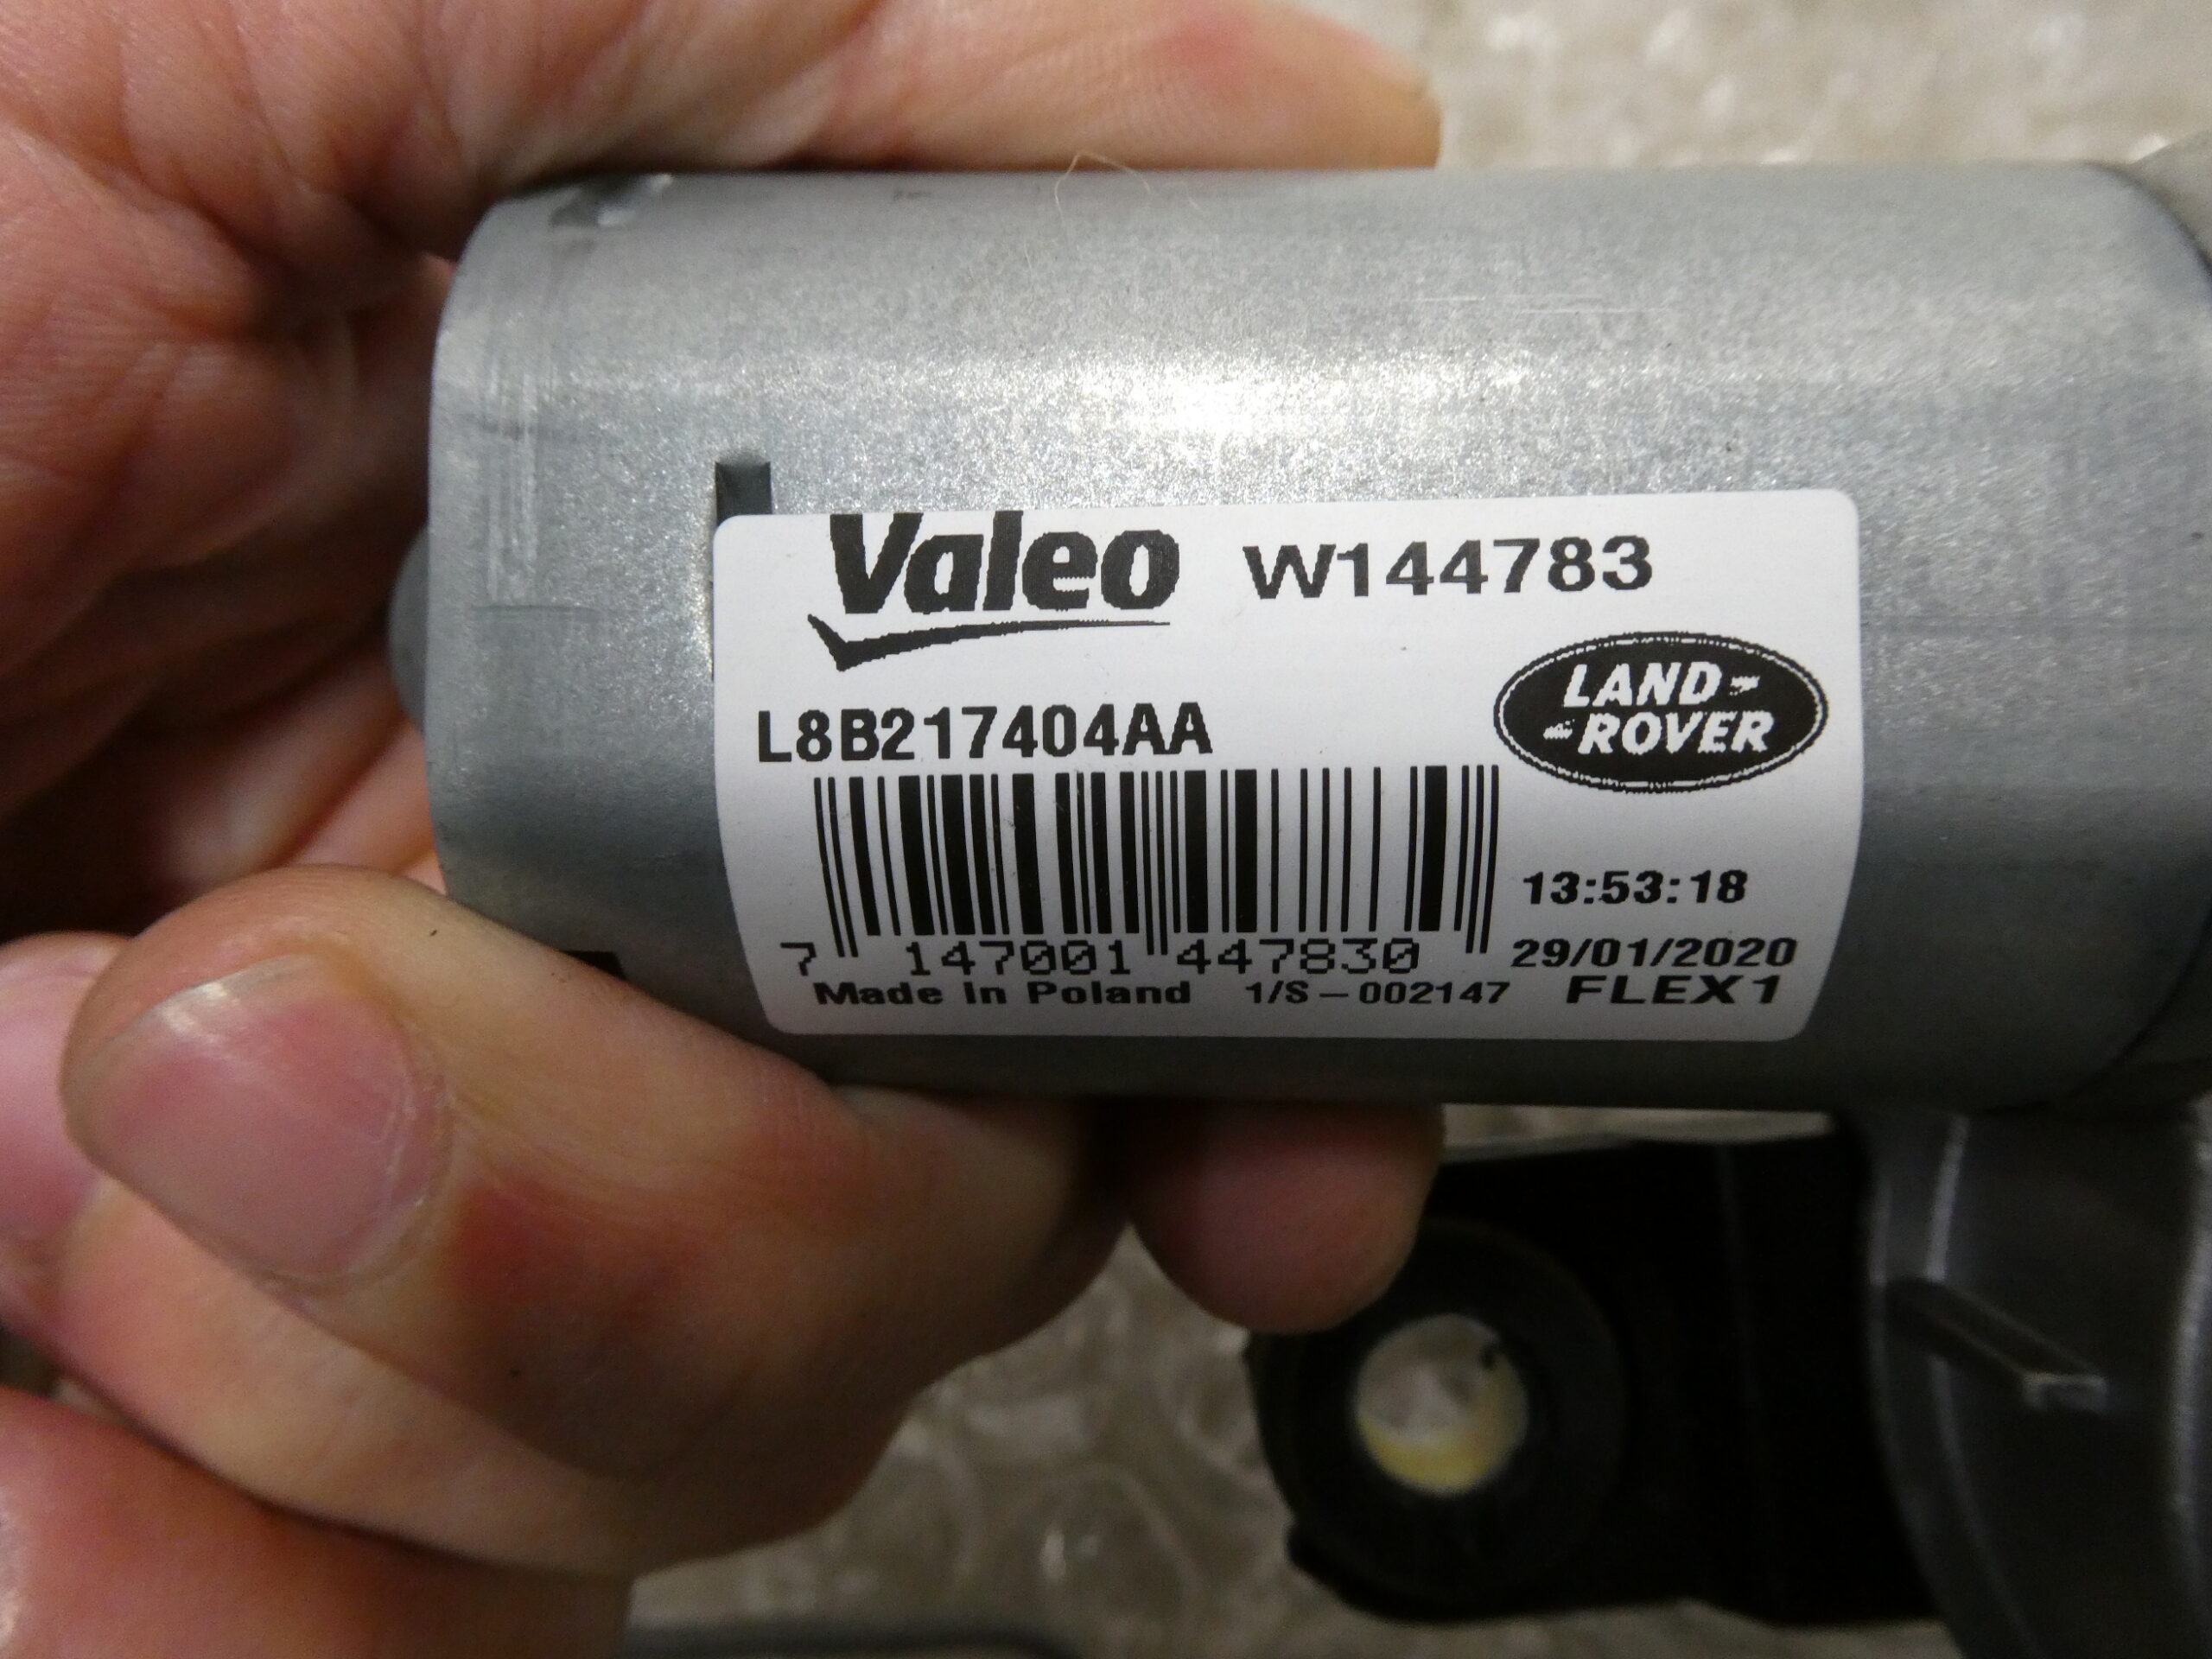 Valeo W144783
LAND-
-ROVER
L8B217404AA
13:53:18
7 147001 447830 29/01/2020
Made in Poland 1/S-002147 FLEX1